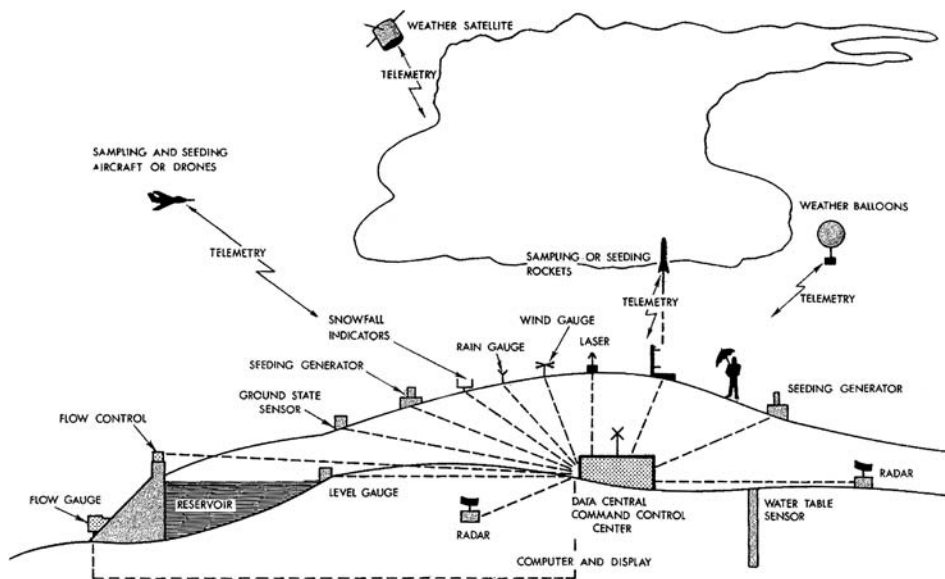 WEATHER SATELLITE
TELEMETRY
SAMPLING AND SEEDING
AIRCRAFT OR DRONES
WEATHER BALLOONS
TELEMETRY
SAMPLING OR SEEDING
ROCKETS
TELEMETRY
TELEMETRY
SNOWFALL
INDICATORS
WIND GAUGE
RAIN GAUGE
LASER
SEEDING GENERATOR
SEEDING GENERATOR
GROUND STATE
SENSOR
FLOW CONTROL
FLOW GAUGE
RESERVOIR
LEVEL GAUGE
RADAR
DATA CENTRAL
COMMAND CONTROL
CENTER
WATER TABLE
SENSOR
RADAR
COMPUTER AND DISPLAY